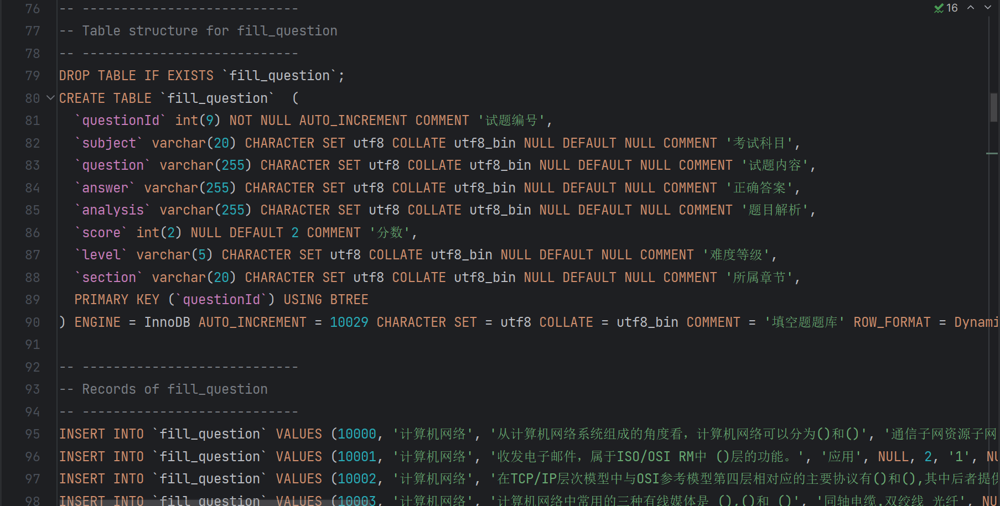 76 -- ----------------------------
16
77 -- Table structure for fill_question
78 -- ----------------------------
79 DROP TABLE IF EXISTS `fill_question`;
80 CREATE TABLE `fill_question`  (
81   `questionId` int(9) NOT NULL AUTO_INCREMENT COMMENT '试题编号',
82   `subject` varchar(20) CHARACTER SET utf8 COLLATE utf8_bin NULL DEFAULT NULL COMMENT '考试科目',
83   `question` varchar(255) CHARACTER SET utf8 COLLATE utf8_bin NULL DEFAULT NULL COMMENT '试题内容',
84   `answer` varchar(255) CHARACTER SET utf8 COLLATE utf8_bin NULL DEFAULT NULL COMMENT '正确答案',
85   `analysis` varchar(255) CHARACTER SET utf8 COLLATE utf8_bin NULL DEFAULT NULL COMMENT '题目解析',
86   `score` int(2) NULL DEFAULT 2 COMMENT '分数',
87   `level` varchar(5) CHARACTER SET utf8 COLLATE utf8_bin NULL DEFAULT NULL COMMENT '难度等级',
88   `section` varchar(20) CHARACTER SET utf8 COLLATE utf8_bin NULL DEFAULT NULL COMMENT '所属章节',
89   PRIMARY KEY (`questionId`) USING BTREE
90 ) ENGINE = InnoDB AUTO_INCREMENT = 10029 CHARACTER SET = utf8 COLLATE = utf8_bin COMMENT = '填空题题库' ROW_FORMAT = Dynami
91
92 -- ----------------------------
93 -- Records of fill_question
94 -- ----------------------------
95 INSERT INTO `fill_question` VALUES (10000, '计算机网络', '从计算机网络系统组成的角度看，计算机网络可以分为()和()', '通信子网资源子网
96 INSERT INTO `fill_question` VALUES (10001, '计算机网络', '收发电子邮件，属于ISO/OSI RM中 ()层的功能。', '应用', NULL, 2, '1', NU
97 INSERT INTO `fill_question` VALUES (10002, '计算机网络', '在TCP/IP层次模型中与OSI参考模型第四层相对应的主要协议有()和(),其中后者提供
98 INSERT INTO `fill_question` VALUES (10003, '计算机网络', '计算机网络中常用的三种有线媒体是 (),()和 ()', '同轴电缆,双绞线 光纤', NU